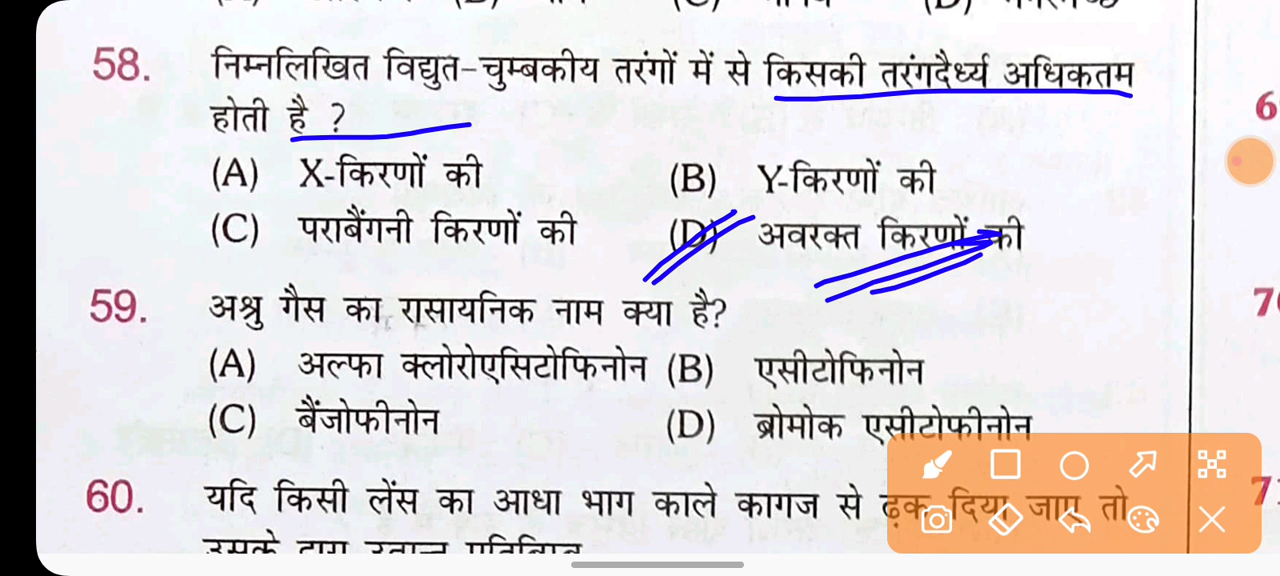 58. निम्नलिखित विद्युत-चुम्बकीय तरंगों में से किसकी तरंगदैर्ध्य अधिकतम
होती है ?
(A) X-किरणों की (B) Y-किरणों की
(C) पराबैंगनी किरणों की (D) अवरक्त किरणों की
59. अश्रु गैस का रासायनिक नाम क्या है?
(A) अल्फा क्लोरोएसिटोफिनोन (B) एसीटोफिनोन
(C) बैंजोफीनोन (D) ब्रोमोक एसीटोफीनोन
60. यदि किसी लेंस का आधा भाग काले कागज से ढ़क दिया जाए तो